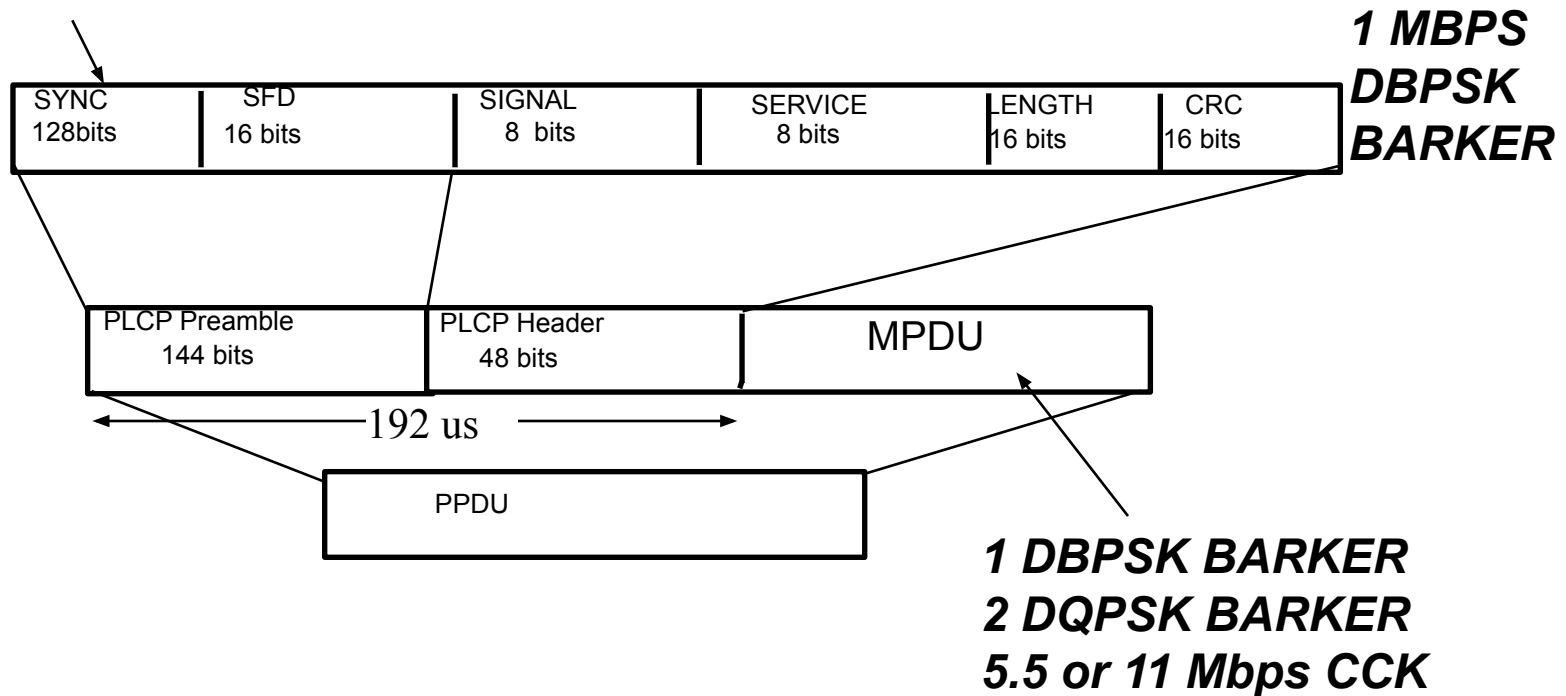 1 MBPS
DBPSK
BARKER
SYNC
128bits
SFD
16 bits
SIGNAL
8 bits
SERVICE
8 bits
LENGTH
16 bits
CRC
16 bits
PLCP Preamble
144 bits
PLCP Header
48 bits
MPDU
192 us
PPDU
1 DBPSK BARKER
2 DQPSK BARKER
5.5 or 11 Mbps CCK